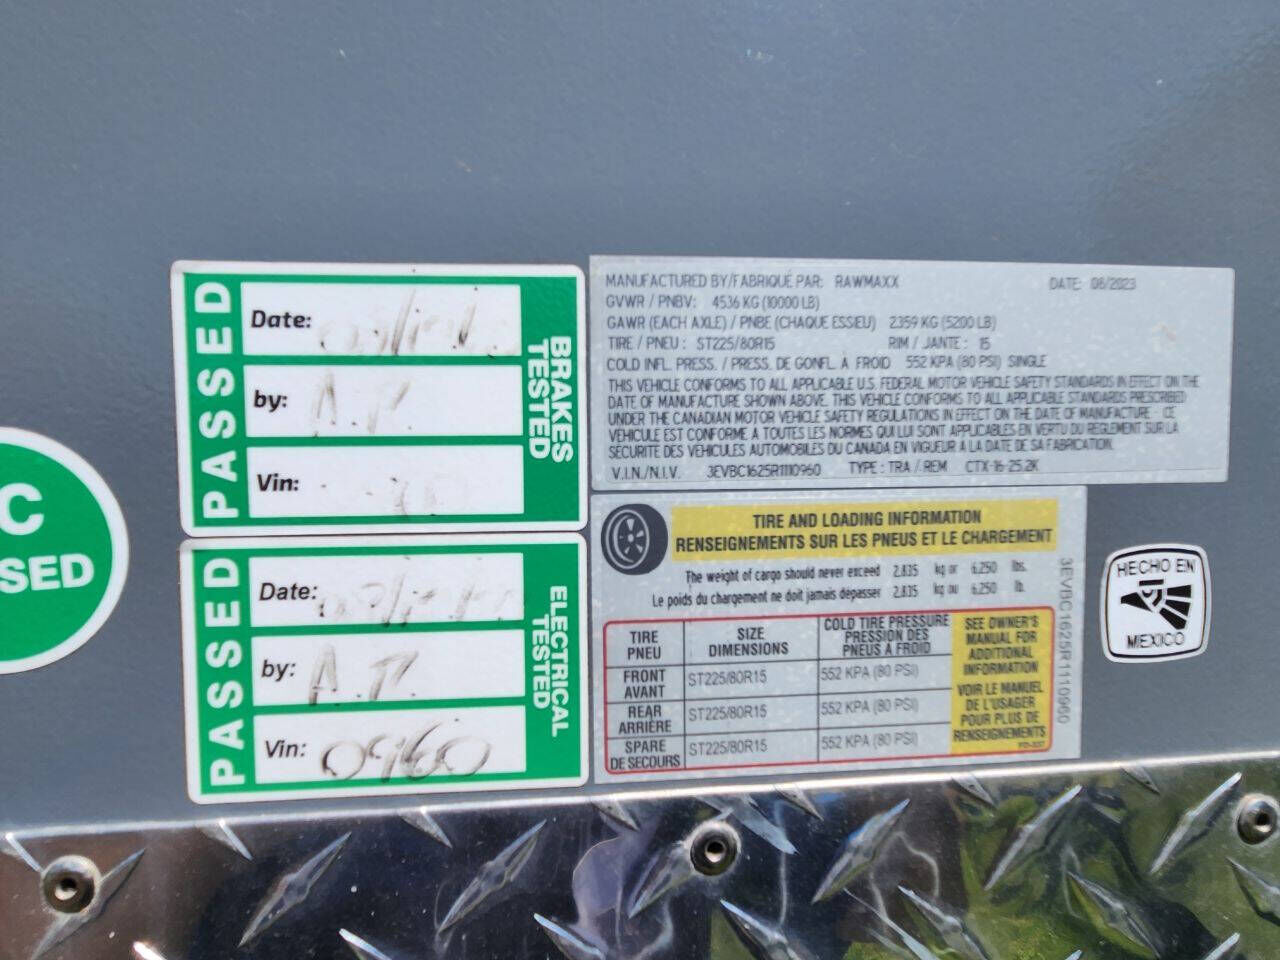 PASSED
Date:
by: A.P.
Vin:
BRAKES
TESTED
MANUFACTURED BY/FABRIQUÉ PAR: RAWMAXX DATE: 08/2023
GVWR / PNBV: 4536 KG (10000 LB)
GAWR (EACH AXLE) / PNBE (CHAQUE ESSIEU) 2359 KG (5200 LB)
TIRE / PNEU : ST225/80R15 RIM / JANTE : 15
COLD INFL. PRESS. / PRESS. DE GONFL. À FROID 552 KPA (80 PSI) SINGLE
THIS VEHICLE CONFORMS TO ALL APPLICABLE U.S. FEDERAL MOTOR VEHICLE SAFETY STANDARDS IN EFFECT ON THE
DATE OF MANUFACTURE SHOWN ABOVE. THIS VEHICLE CONFORMS TO ALL APPLICABLE STANDARDS PRESCRIBED
UNDER THE CANADIAN MOTOR VEHICLE SAFETY REGULATIONS IN EFFECT ON THE DATE OF MANUFACTURE - CE
VÉHICULE EST CONFORME À TOUTES LES NORMES QUI LUI SONT APPLICABLES EN VERTU DU RÈGLEMENT SUR LA
SÉCURITÉ DES VÉHICULES AUTOMOBILES DU CANADA EN VIGUEUR À LA DATE DE SA FABRICATION.
V.I.N./N.I.V. 3EVBC1625R1110960 TYPE : TRA / REM CTX-16-25.2K
C
SED
PASSED
Date:
by: A.P.
Vin: 0960
ELECTRICAL
TESTED
TIRE AND LOADING INFORMATION
RENSEIGNEMENTS SUR LES PNEUS ET LE CHARGEMENT
The weight of cargo should never exceed 2,835 kg or 6,250 lbs.
Le poids du chargement ne doit jamais depasser 2,835 kg ou 6,250 lb.
TIRE
PNEU
SIZE
DIMENSIONS
COLD TIRE PRESSURE
PRESSION DES
PNEUS À FROID
FRONT
AVANT
ST225/80R15 552 KPA (80 PSI)
REAR
ARRIÈRE
ST225/80R15 552 KPA (80 PSI)
SPARE
DE SECOURS
ST225/80R15 552 KPA (80 PSI)
SEE OWNER'S
MANUAL FOR
ADDITIONAL
INFORMATION
VOIR LE MANUEL
DE L'USAGER
POUR PLUS DE
RENSEIGNEMENTS
3EVBC1625R1110960
HECHO EN
MEXICO